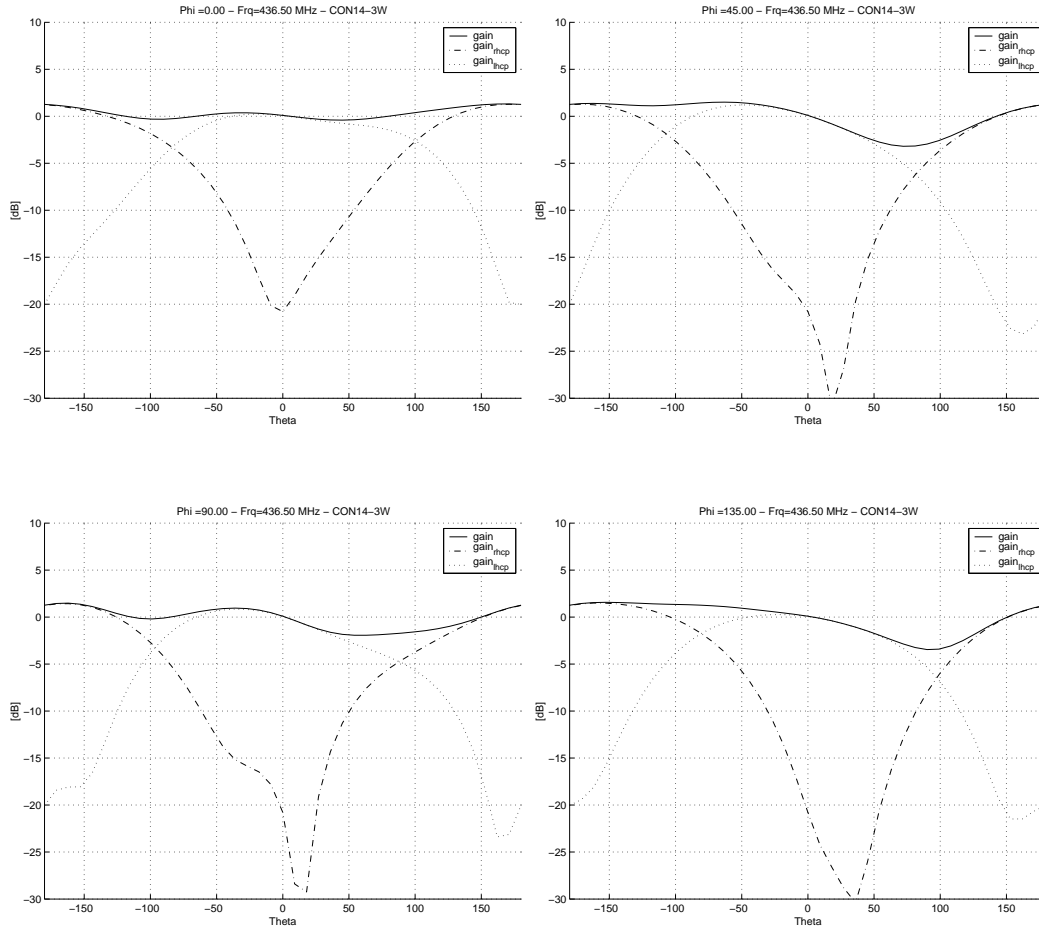 Phi =0.00 − Frq=436.50 MHz − CON14−3W
gain
gain_rhcp
gain_lhcp
10
5
0
−5
−10
−15
−20
−25
−30
[dB]
−150 −100 −50 0 50 100 150
Theta
Phi =45.00 − Frq=436.50 MHz − CON14−3W
gain
gain_rhcp
gain_lhcp
10
5
0
−5
−10
−15
−20
−25
−30
[dB]
−150 −100 −50 0 50 100 150
Theta
Phi =90.00 − Frq=436.50 MHz − CON14−3W
gain
gain_rhcp
gain_lhcp
10
5
0
−5
−10
−15
−20
−25
−30
[dB]
−150 −100 −50 0 50 100 150
Theta
Phi =135.00 − Frq=436.50 MHz − CON14−3W
gain
gain_rhcp
gain_lhcp
10
5
0
−5
−10
−15
−20
−25
−30
[dB]
−150 −100 −50 0 50 100 150
Theta